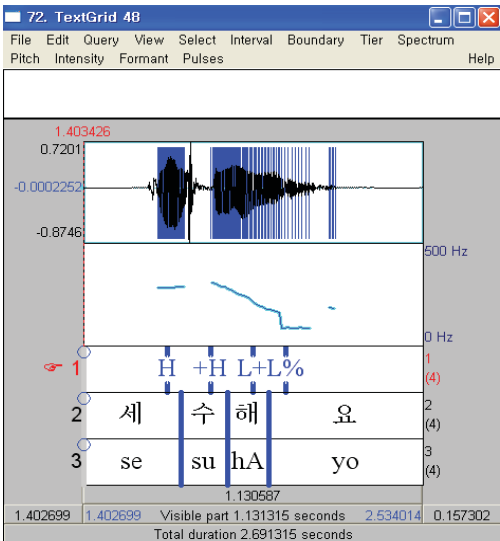 72. TextGrid 48
File Edit Query View Select Interval Boundary Tier Spectrum
Pitch Intensity Formant Pulses Help
1.403426
0.7201
-0.0002252
-0.8746
500 Hz
0 Hz
1 H +H L+L% 1
(4)
2 세 수 해 요 2
(4)
3 se su hA yo 3
(4)
1.130587
1.402699 1.402699 Visible part 1.131315 seconds 2.534014 0.157302
Total duration 2.691315 seconds